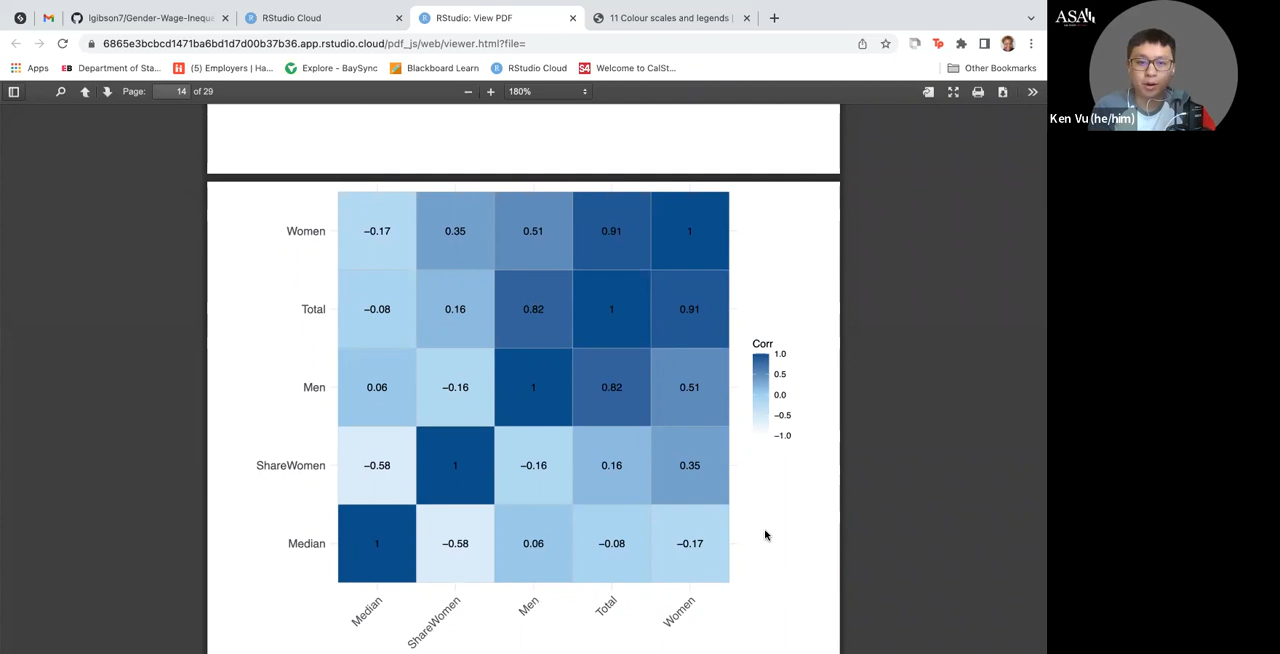 lgibson7/Gender-Wage-Inequ
RStudio Cloud
RStudio: View PDF
11 Colour scales and legends |
6865e3bcbcd1471ba6bd1d7d00b37b36.app.rstudio.cloud/pdf_js/web/viewer.html?file=
Apps
Department of Sta...
(5) Employers | Ha...
Explore - BaySync
Blackboard Learn
RStudio Cloud
Welcome to CalSt...
Other Bookmarks
Page: 14 of 29
180%
ASA
Ken Vu (he/him)
Women −0.17 0.35 0.51 0.91 1
Total −0.08 0.16 0.82 1 0.91
Men 0.06 −0.16 1 0.82 0.51
ShareWomen −0.58 1 −0.16 0.16 0.35
Median 1 −0.58 0.06 −0.08 −0.17
Median ShareWomen Men Total Women
Corr
1.0
0.5
0.0
−0.5
−1.0